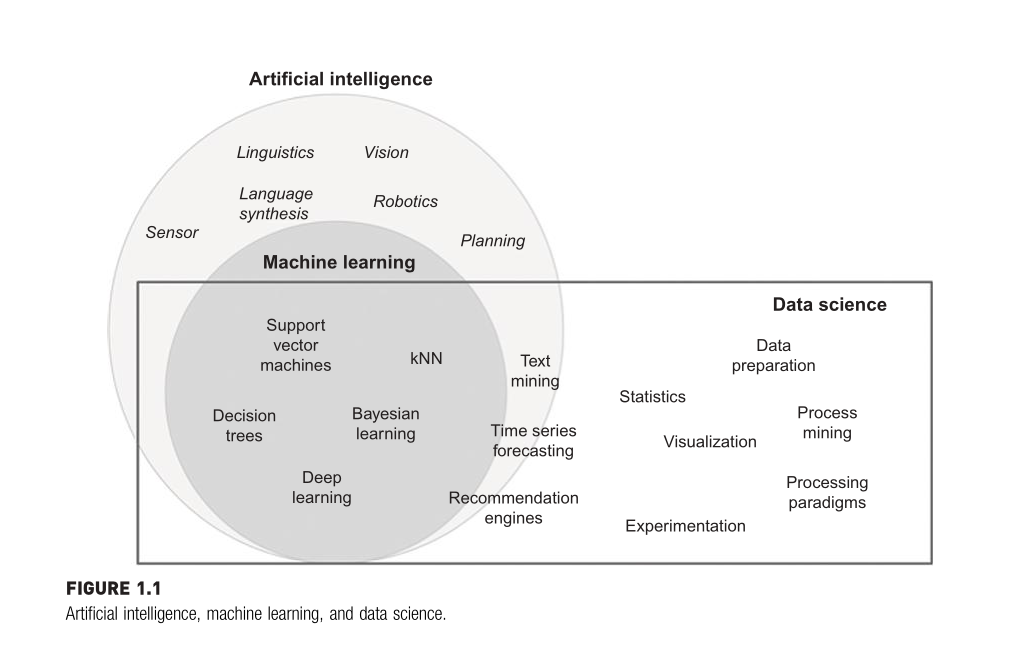 Artificial intelligence
Linguistics
Vision
Language
synthesis
Robotics
Sensor
Planning
Machine learning
Data science
Support
vector
machines
kNN
Text
mining
Data
preparation
Statistics
Decision
trees
Bayesian
learning
Time series
forecasting
Visualization
Process
mining
Deep
learning
Recommendation
engines
Processing
paradigms
Experimentation
FIGURE 1.1
Artificial intelligence, machine learning, and data science.